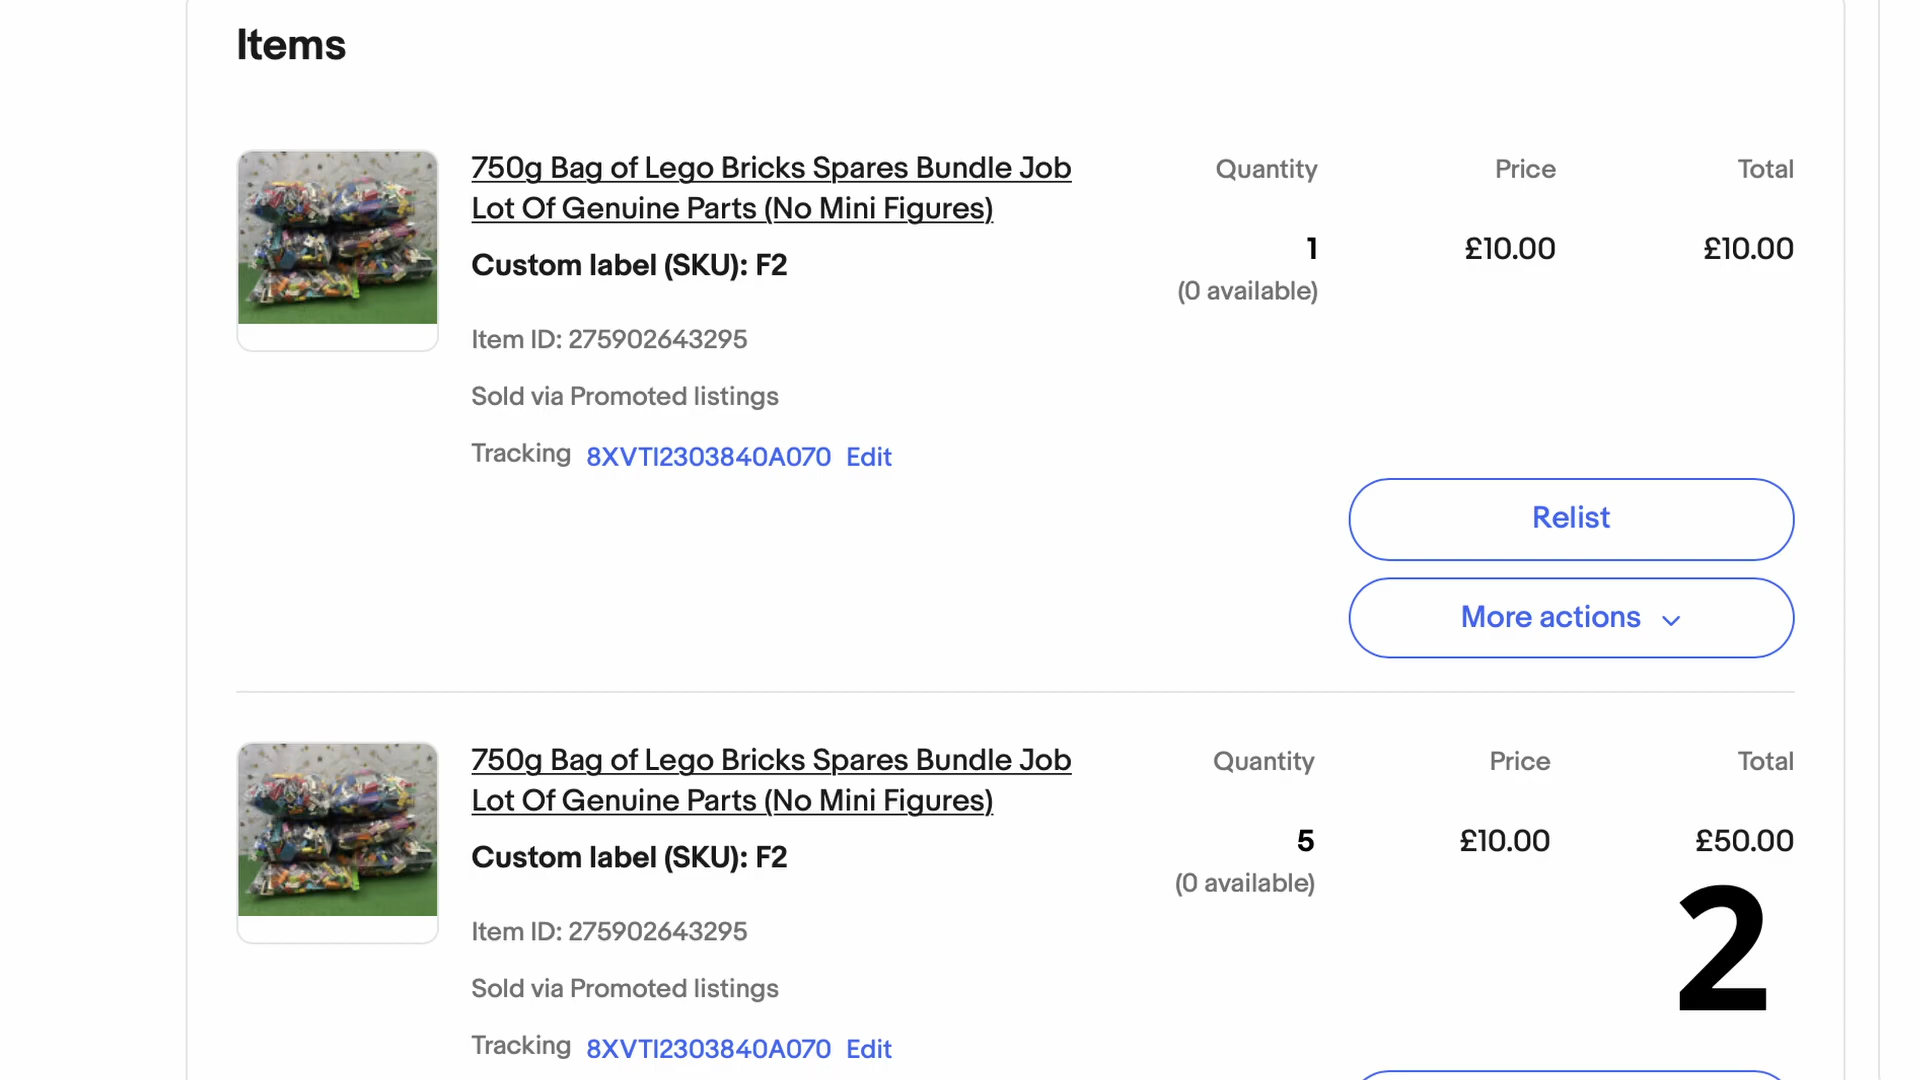 Items
750g Bag of Lego Bricks Spares Bundle Job
Lot Of Genuine Parts (No Mini Figures)
Custom label (SKU): F2
Item ID: 275902643295
Sold via Promoted listings
Tracking 8XVTI2303840A070 Edit
Quantity Price Total
1 £10.00 £10.00
(0 available)
Relist
More actions
750g Bag of Lego Bricks Spares Bundle Job
Lot Of Genuine Parts (No Mini Figures)
Custom label (SKU): F2
Item ID: 275902643295
Sold via Promoted listings
Tracking 8XVTI2303840A070 Edit
Quantity Price Total
5 £10.00 £50.00
(0 available)
2